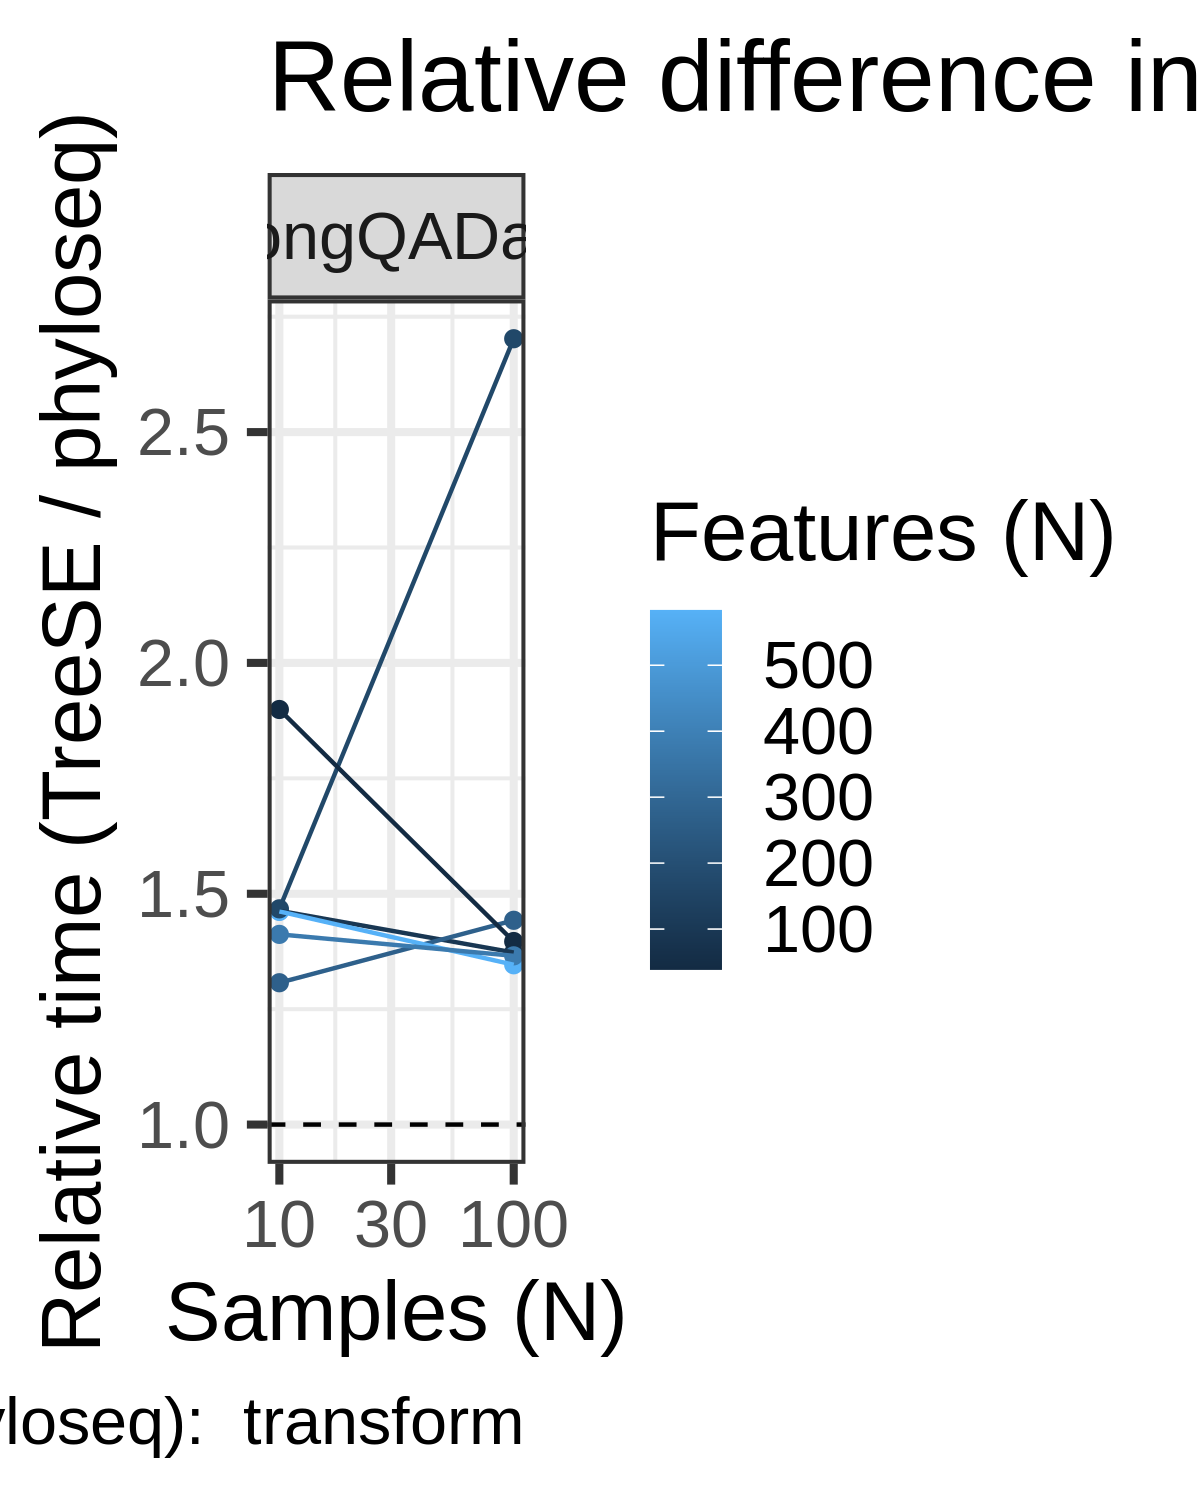 Relative difference in
ongQADa
Relative time (TreeSE / phyloseq)
2.5
2.0
1.5
1.0
10 30 100
Samples (N)
Features (N)
500
400
300
200
100
yloseq): transform